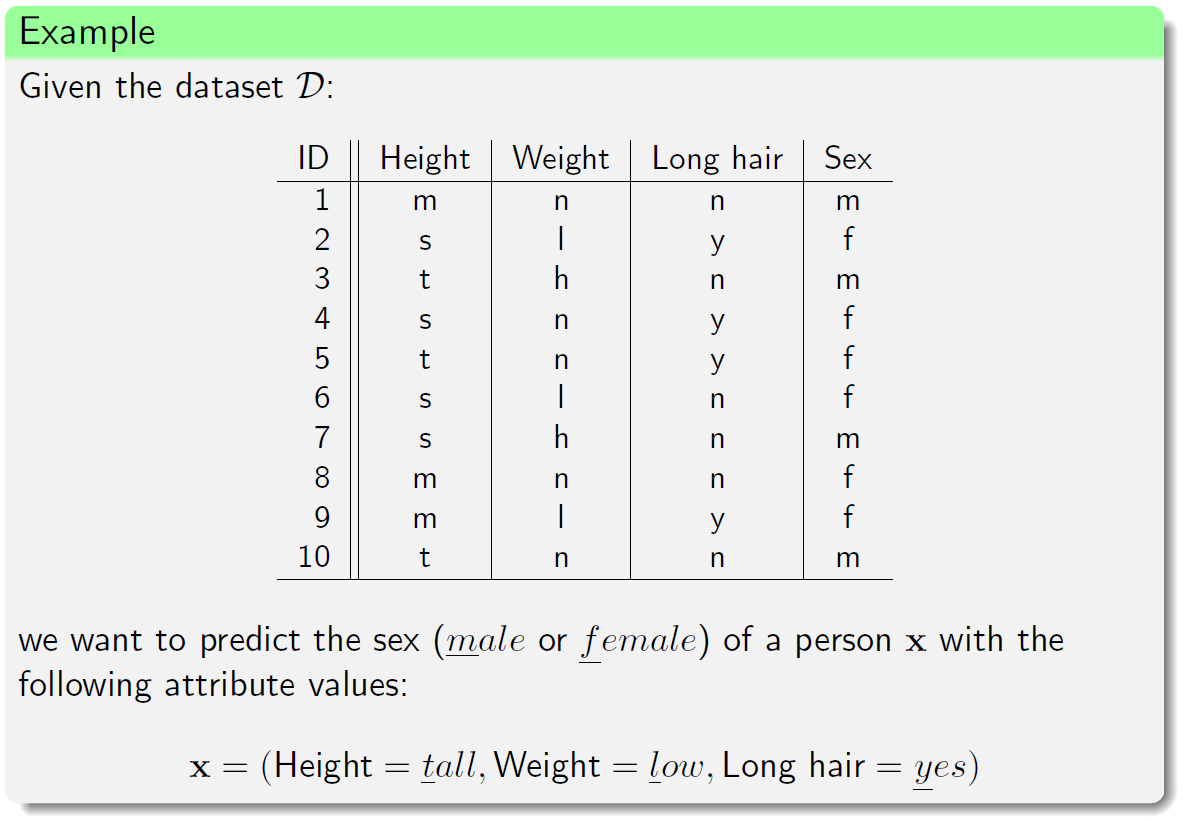 Example
Given the dataset 𝒟:
ID Height Weight Long hair Sex
1 m n n m
2 s l y f
3 t h n m
4 s n y f
5 t n y f
6 s l n f
7 s h n m
8 m n n f
9 m l y f
10 t n n m
we want to predict the sex (male or female) of a person x with the
following attribute values:
x = (Height = tall, Weight = low, Long hair = yes)